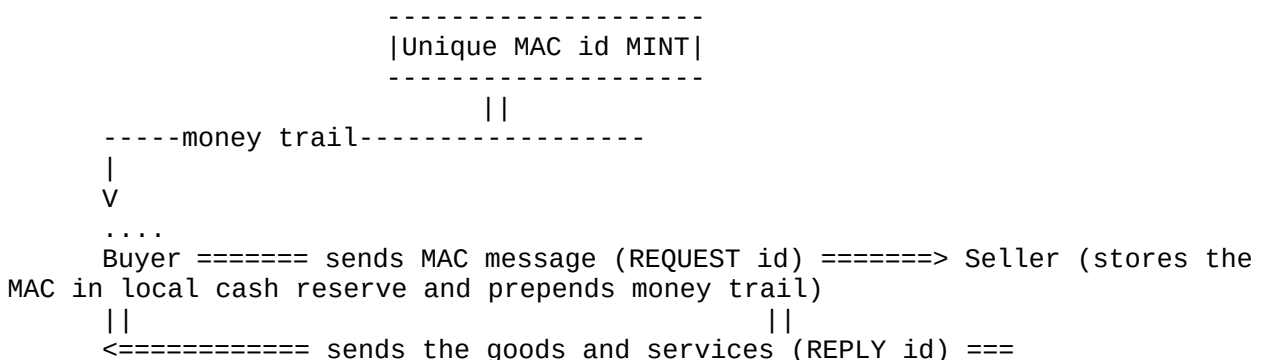 --------------------
|Unique MAC id MINT|
--------------------
||
-----money trail------------------
|
V
....
Buyer ======= sends MAC message (REQUEST id) =======> Seller (stores the
MAC in local cash reserve and prepends money trail)
|| ||
<============ sends the goods and services (REPLY id) ===